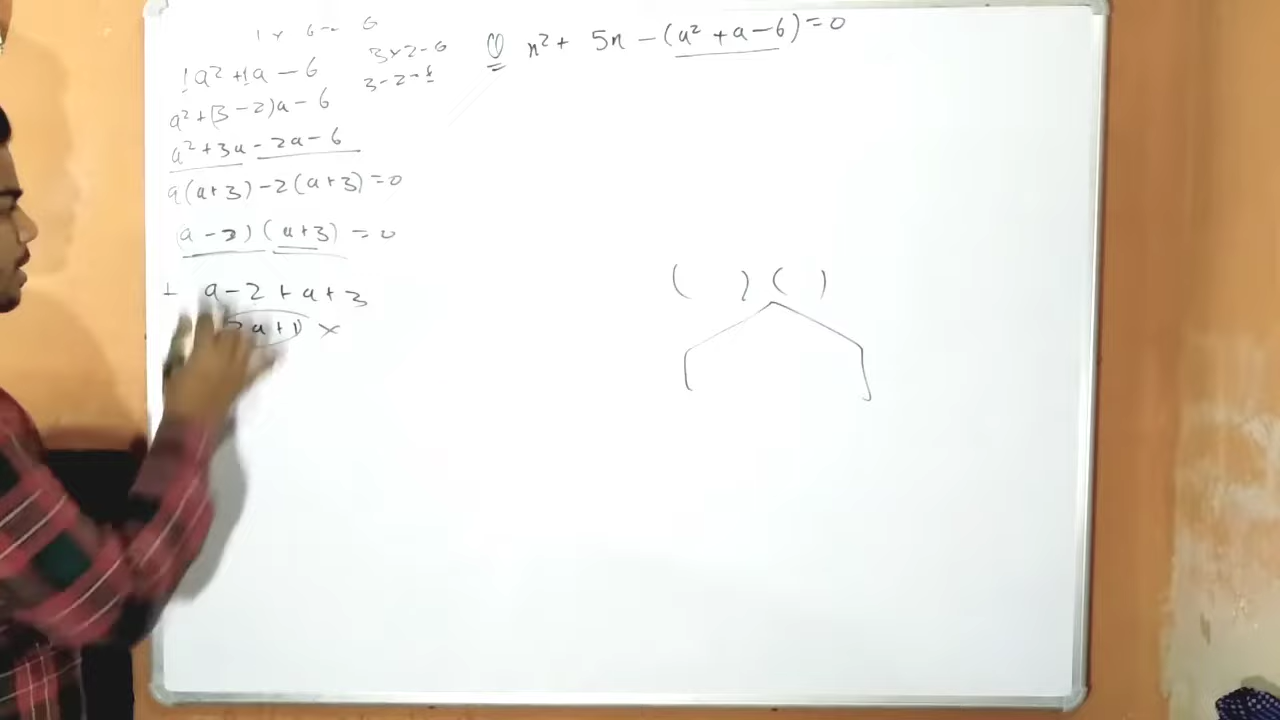 1 × 6 = 6
1a² + 1a - 6
3 × 2 = 6
3 - 2 = 1
a² + (3 - 2)a - 6
a² + 3a - 2a - 6
a(a+3) - 2(a+3) = 0
(a - 2) (a+3) = 0
+ a - 2 + a + 3
2a + 1 ×
① x² + 5x - (a² + a - 6) = 0
( ) ( )